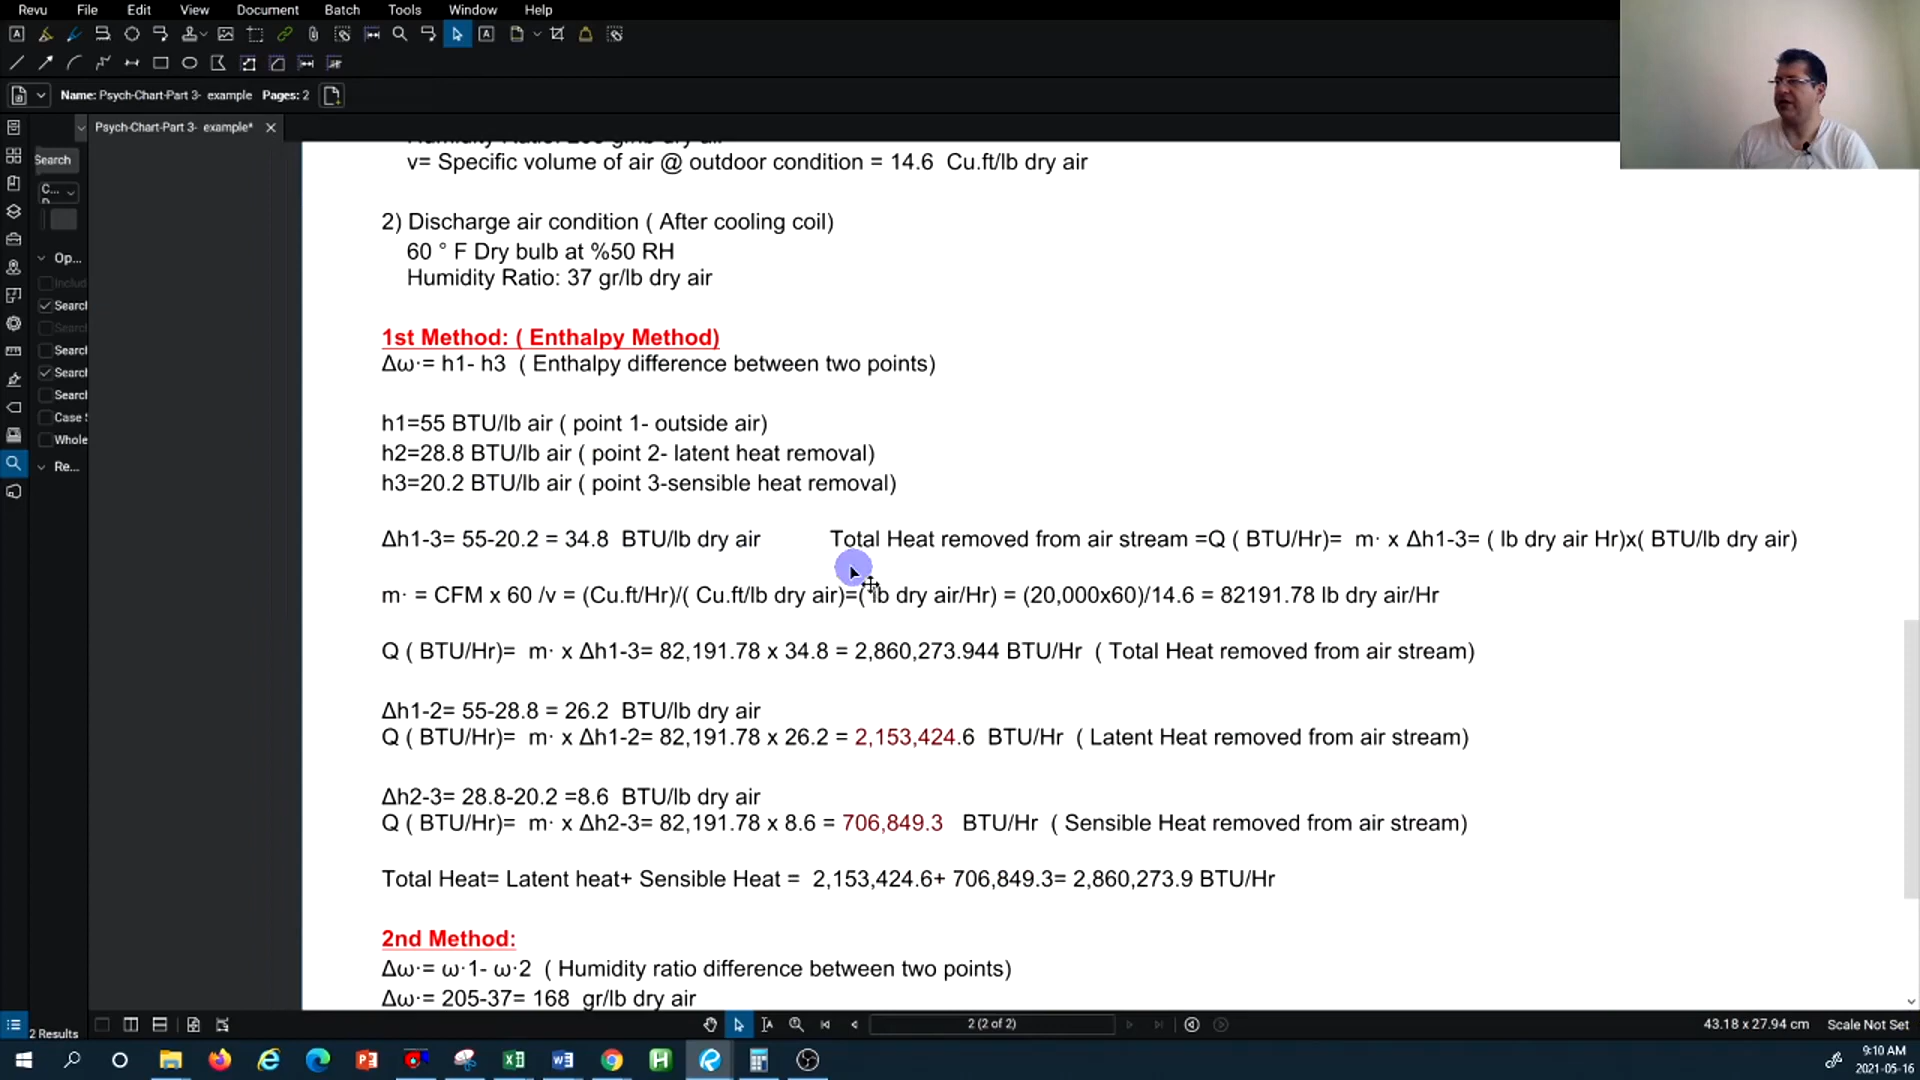 Revu File Edit View Document Batch Tools Window Help
Name: Psych-Chart-Part 3- example Pages: 2
Psych-Chart-Part 3- example*
Search
C...
Op...
Includ
Search
Search
Search
Search
Search
Case S
Whole
Re...
2 Results
v= Specific volume of air @ outdoor condition = 14.6 Cu.ft/lb dry air
2) Discharge air condition ( After cooling coil)
60 ° F Dry bulb at %50 RH
Humidity Ratio: 37 gr/lb dry air
1st Method: ( Enthalpy Method)
Δω·= h1- h3 ( Enthalpy difference between two points)
h1=55 BTU/lb air ( point 1- outside air)
h2=28.8 BTU/lb air ( point 2- latent heat removal)
h3=20.2 BTU/lb air ( point 3-sensible heat removal)
Δh1-3= 55-20.2 = 34.8 BTU/lb dry air Total Heat removed from air stream =Q ( BTU/Hr)= m· x Δh1-3= ( lb dry air Hr)x( BTU/lb dry air)
m· = CFM x 60 /v = (Cu.ft/Hr)/( Cu.ft/lb dry air)=( lb dry air/Hr) = (20,000x60)/14.6 = 82191.78 lb dry air/Hr
Q ( BTU/Hr)= m· x Δh1-3= 82,191.78 x 34.8 = 2,860,273.944 BTU/Hr ( Total Heat removed from air stream)
Δh1-2= 55-28.8 = 26.2 BTU/lb dry air
Q ( BTU/Hr)= m· x Δh1-2= 82,191.78 x 26.2 = 2,153,424.6 BTU/Hr ( Latent Heat removed from air stream)
Δh2-3= 28.8-20.2 =8.6 BTU/lb dry air
Q ( BTU/Hr)= m· x Δh2-3= 82,191.78 x 8.6 = 706,849.3 BTU/Hr ( Sensible Heat removed from air stream)
Total Heat= Latent heat+ Sensible Heat = 2,153,424.6+ 706,849.3= 2,860,273.9 BTU/Hr
2nd Method:
Δω·= ω·1- ω·2 ( Humidity ratio difference between two points)
Δω·= 205-37= 168 gr/lb dry air
2 (2 of 2)
43.18 x 27.94 cm Scale Not Set
9:10 AM
2021-05-16